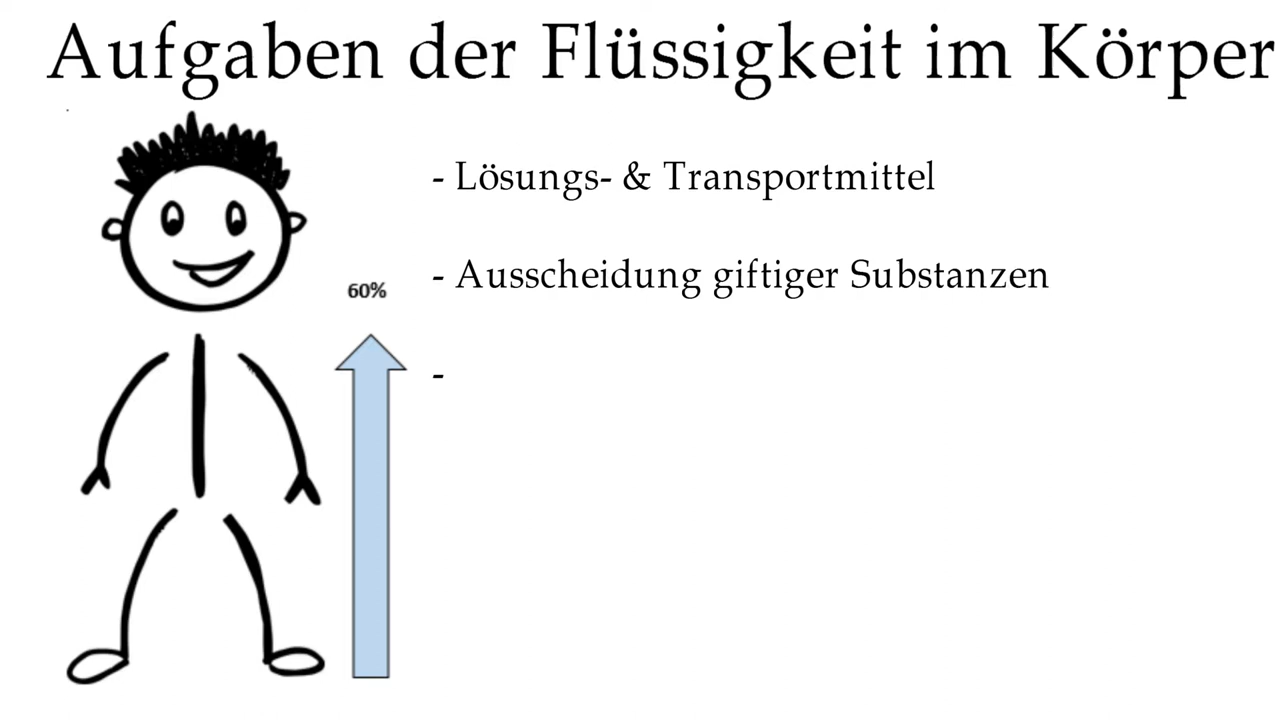 Aufgaben der Flüssigkeit im Körper
- Lösungs- & Transportmittel
- Ausscheidung giftiger Substanzen
60%
-